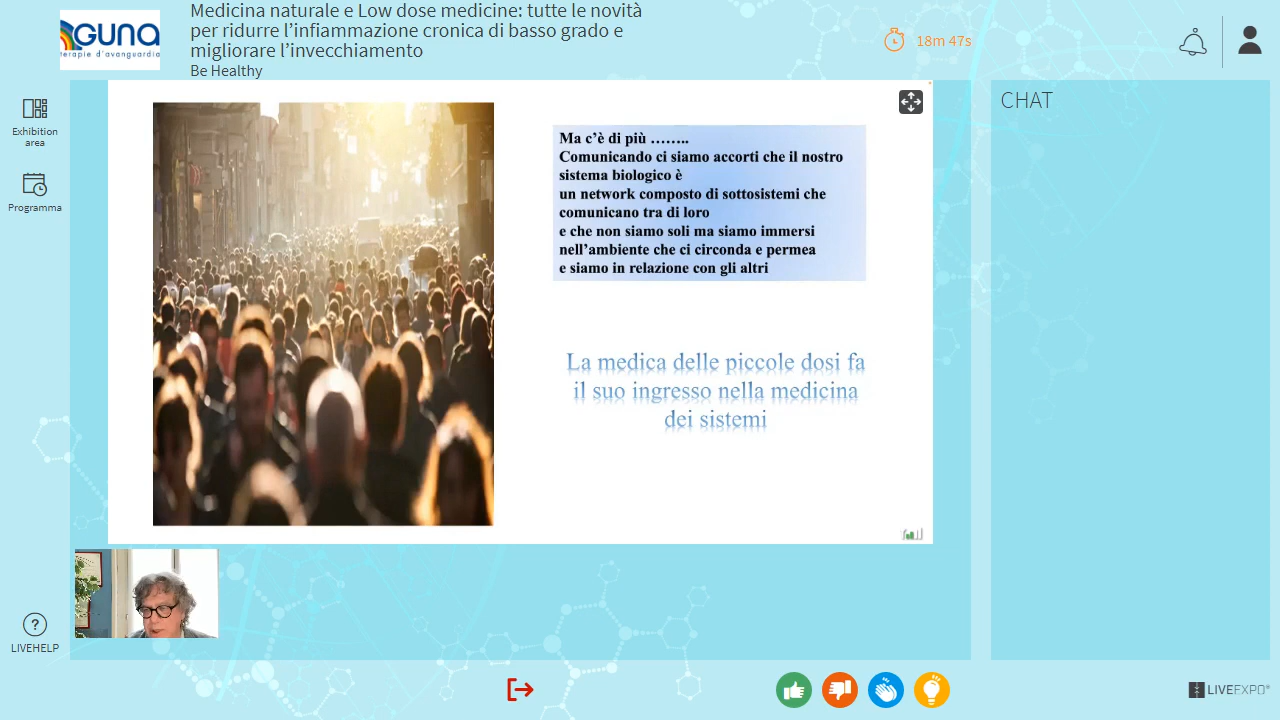 GUNA
terapie d'avanguardia
Medicina naturale e Low dose medicine: tutte le novità
per ridurre l'infiammazione cronica di basso grado e
migliorare l'invecchiamento
Be Healthy
18m 47s
Exhibition
area
Programma
LIVEHELP
CHAT
Ma c'è di più ........
Comunicando ci siamo accorti che il nostro
sistema biologico è
un network composto di sottosistemi che
comunicano tra di loro
e che non siamo soli ma siamo immersi
nell'ambiente che ci circonda e permea
e siamo in relazione con gli altri
La medica delle piccole dosi fa
il suo ingresso nella medicina
dei sistemi
LIVEEXPO®